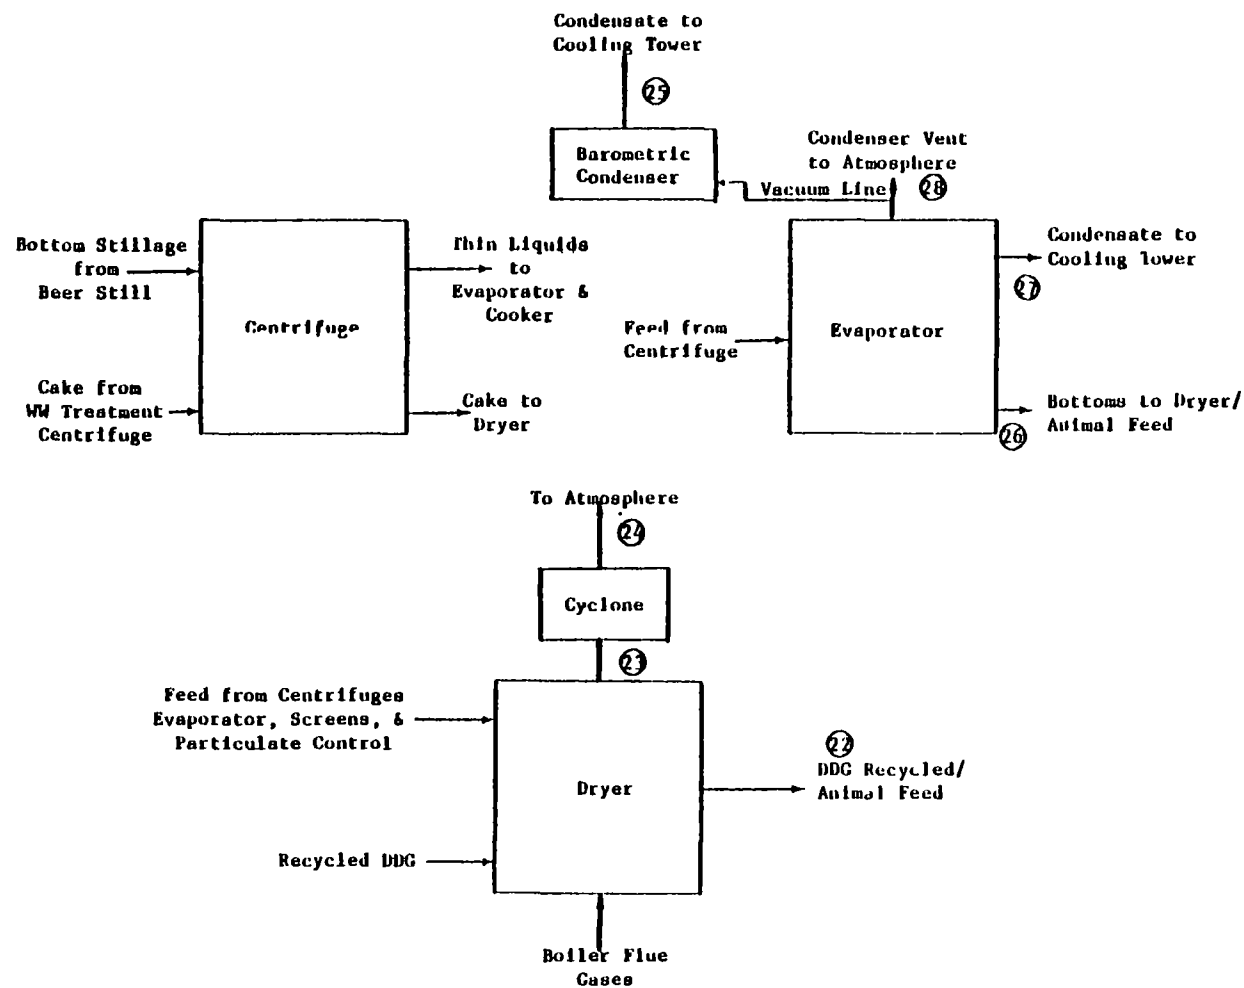 Condensate to
Cooling Tower
25
Barometric
Condenser
Condenser Vent
to Atmosphere
28
Vacuum Line
Bottom Stillage
from
Beer Still
Thin Liquids
to
Evaporator &
Cooker
Centrifuge
Cake from
WW Treatment
Centrifuge
Cake to
Dryer
Feed from
Centrifuge
Evaporator
Condensate to
Cooling Tower
27
Bottoms to Dryer/
Animal Feed
26
To Atmosphere
24
Cyclone
23
Feed from Centrifuges
Evaporator, Screens, &
Particulate Control
Dryer
22
DDG Recycled/
Animal Feed
Recycled DDG
Boiler Flue
Gases